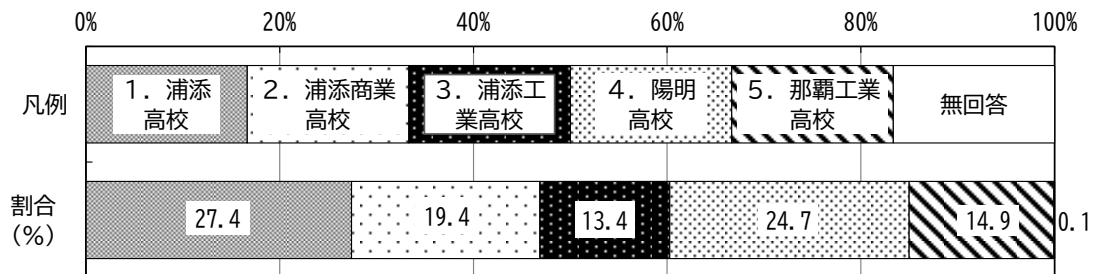 0% 20% 40% 60% 80% 100%
凡例
1．浦添
高校
2．浦添商業
高校
3．浦添工
業高校
4．陽明
高校
5．那覇工業
高校
無回答
割合
(%)
27.4 19.4 13.4 24.7 14.9 0.1